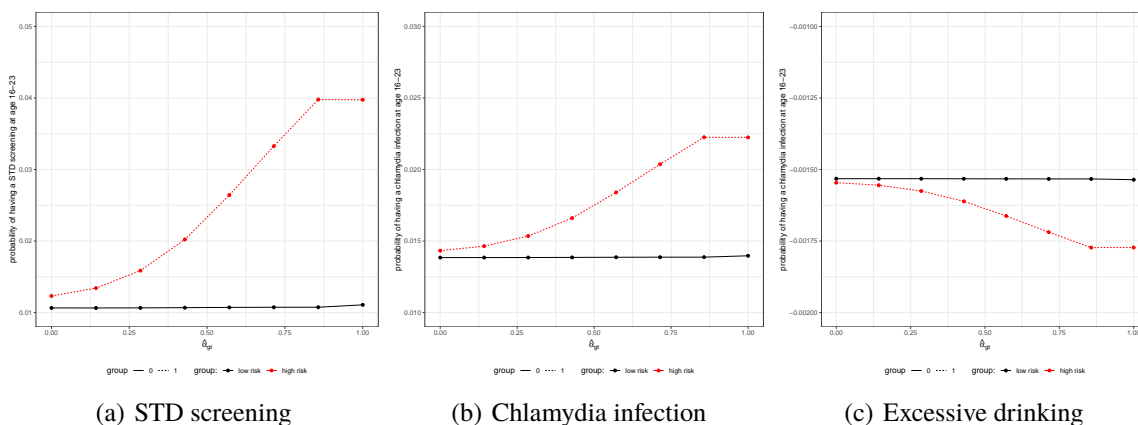 0.05
0.04
0.03
0.02
0.01
probability of having a STD screening at age 16−23
0.00 0.25 0.50 0.75 1.00
α̂gs
group 0 1 group: low risk high risk
(a) STD screening
0.030
0.025
0.020
0.015
0.010
probability of having a chlamydia infection at age 16−23
0.00 0.25 0.50 0.75 1.00
group 0 1 group: low risk high risk
(b) Chlamydia infection
−0.00100
−0.00125
−0.00150
−0.00175
−0.00200
probability of having a chlamydia infection at age 16−23
0.00 0.25 0.50 0.75 1.00
group 0 1 group: low risk high risk
(c) Excessive drinking